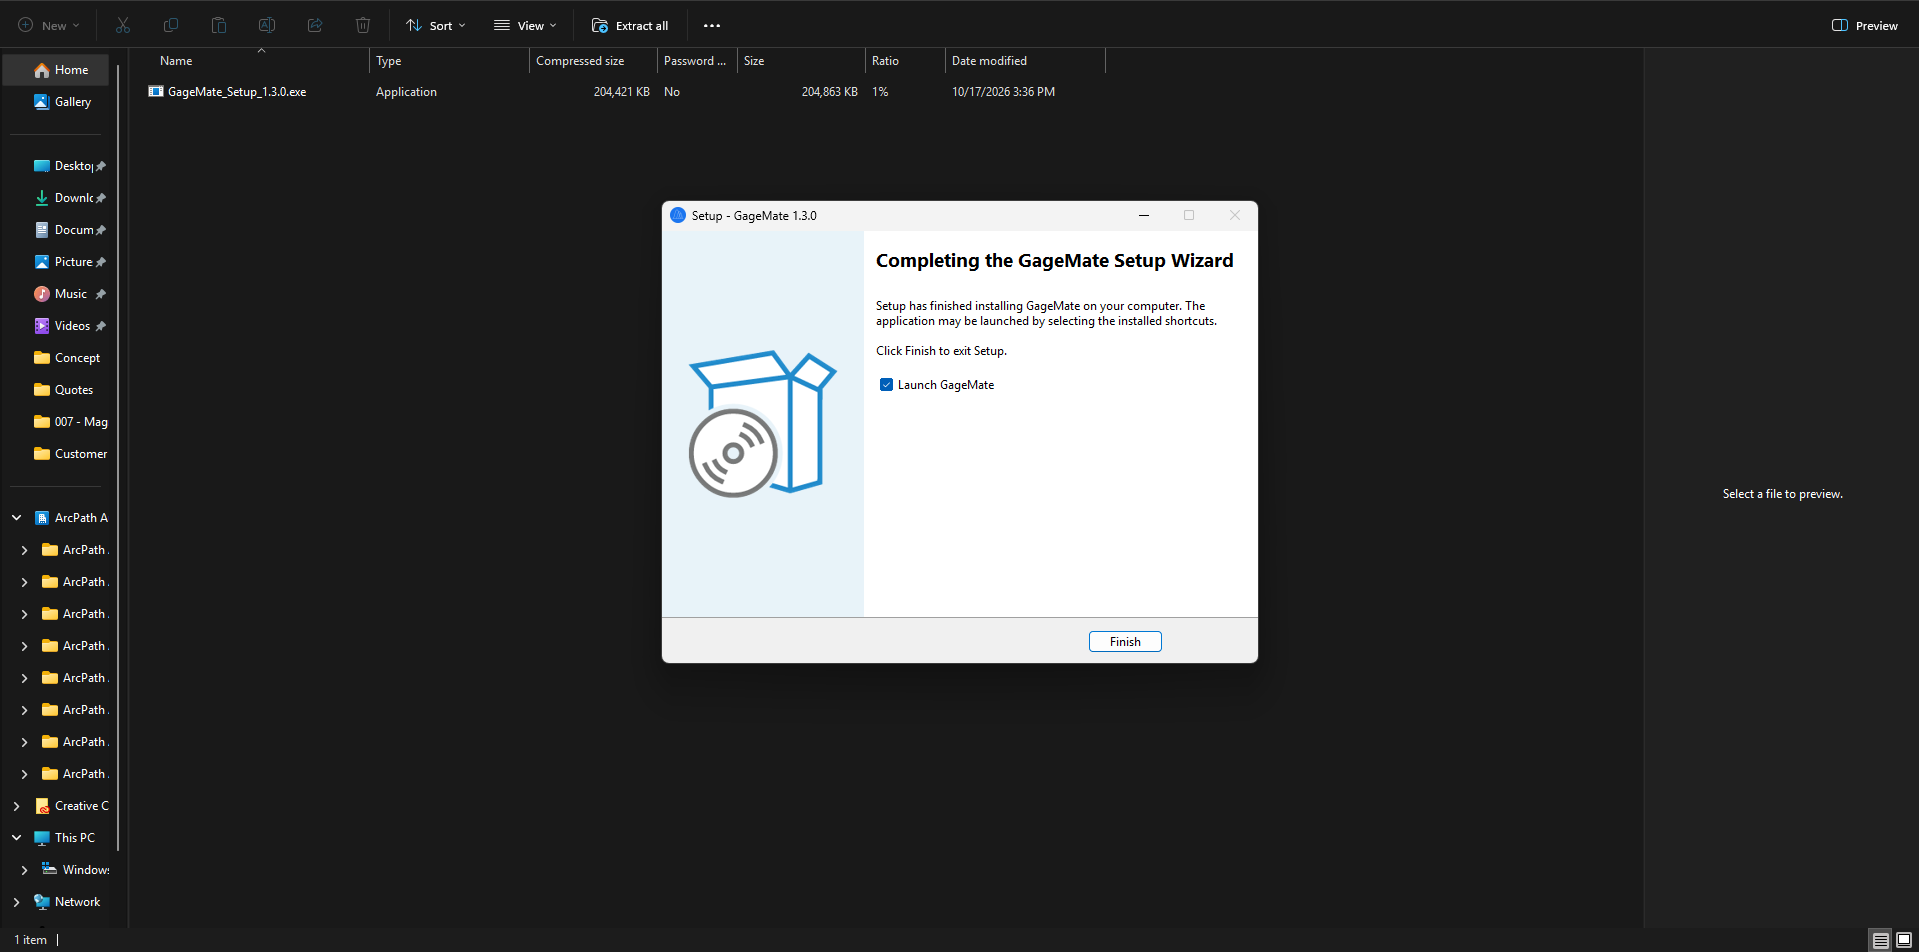 New
Sort
View
Extract all
Preview
Name
Type
Compressed size
Password ...
Size
Ratio
Date modified
GageMate_Setup_1.3.0.exe
Application
204,421 KB
No
204,863 KB
1%
10/17/2026 3:36 PM
Home
Gallery
Deskto
Downlc
Docum
Picture
Music
Videos
Concept
Quotes
007 - Mag
Customer
ArcPath A
ArcPath
ArcPath
ArcPath
ArcPath
ArcPath
ArcPath
ArcPath
ArcPath
Creative C
This PC
Windows
Network
1 item
Setup - GageMate 1.3.0
Completing the GageMate Setup Wizard
Setup has finished installing GageMate on your computer. The
application may be launched by selecting the installed shortcuts.
Click Finish to exit Setup.
Launch GageMate
Finish
Select a file to preview.